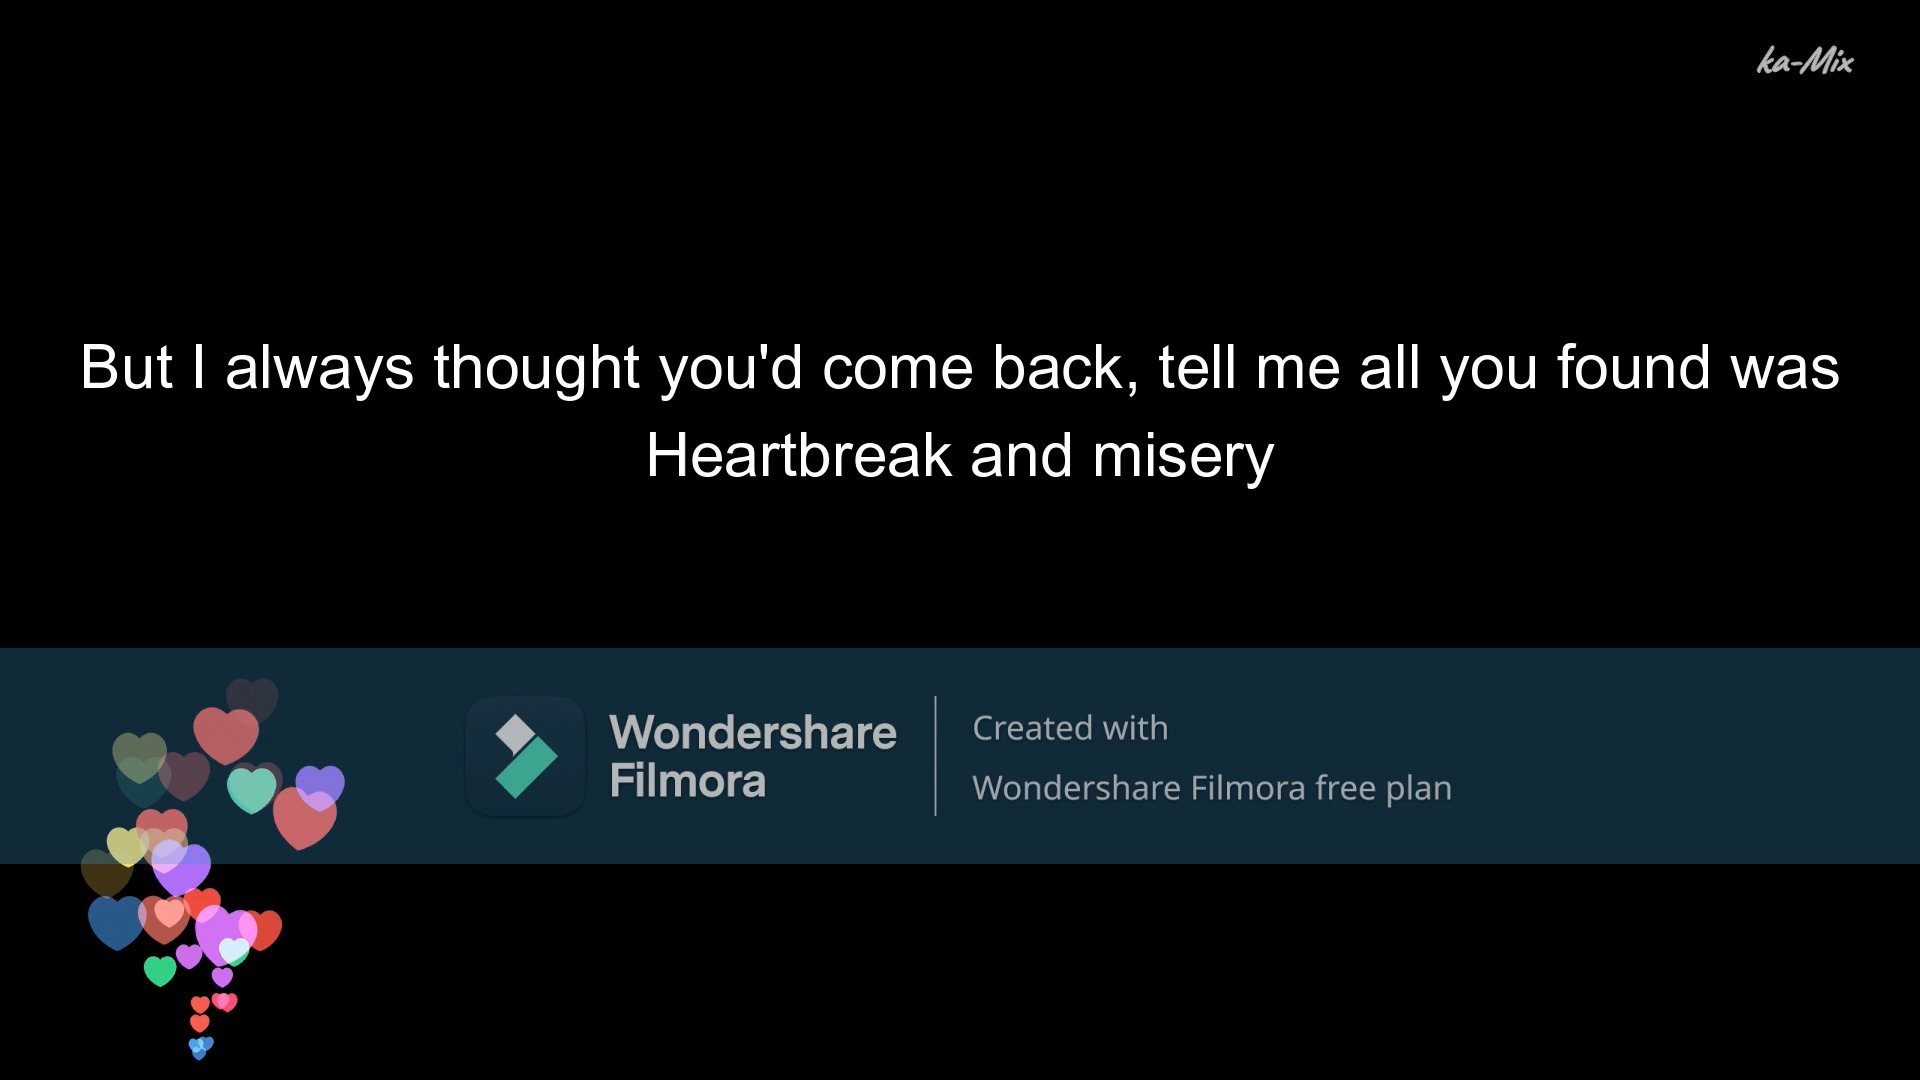 ka-Mix
But I always thought you'd come back, tell me all you found was
Heartbreak and misery
Wondershare
Filmora
Created with
Wondershare Filmora free plan